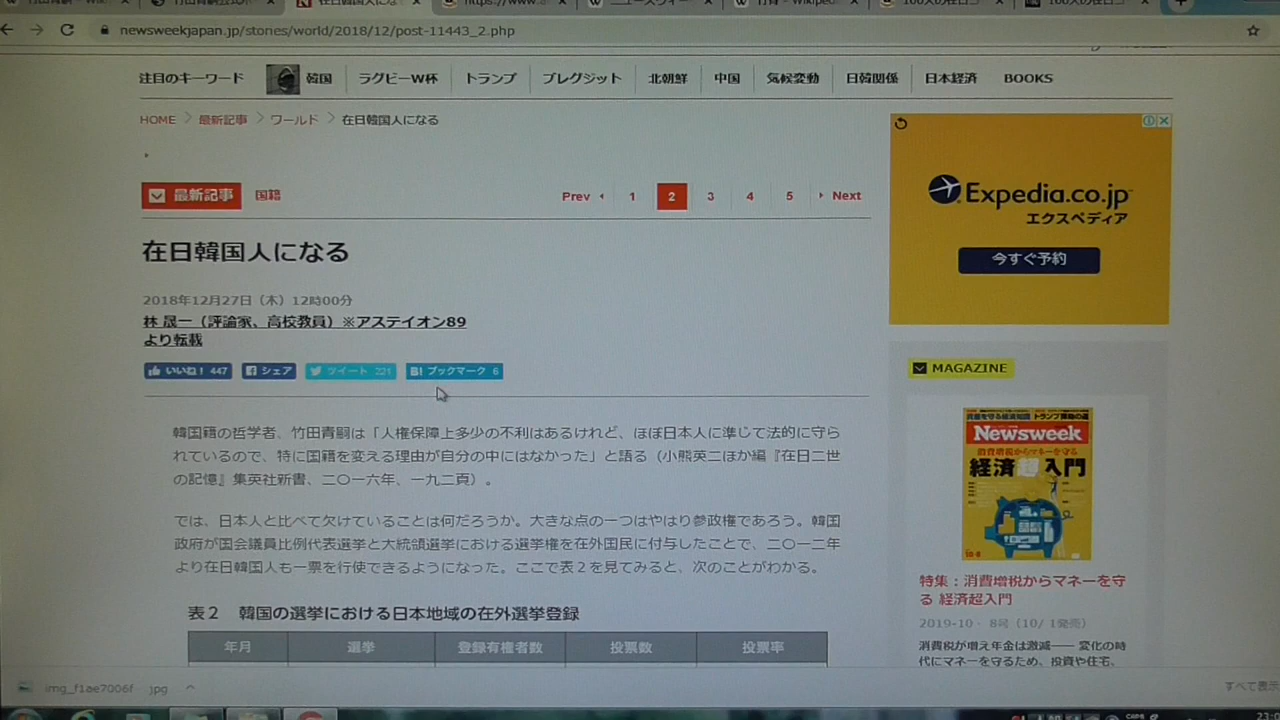 newsweekjapan.jp/stories/world/2018/12/post-11443_2.php
注目のキーワード 韓国 ラグビーW杯 トランプ ブレグジット 北朝鮮 中国 気候変動 日韓関係 日本経済 BOOKS
HOME 最新記事 ワールド 在日韓国人になる
最新記事 国籍
Prev 1 2 3 4 5 Next
在日韓国人になる
2018年12月27日（木）12時00分
林 晟一（評論家、高校教員）※アステイオン89
より転載
いいね！ 447 シェア ツイート 221 B! ブックマーク 6
韓国籍の哲学者、竹田青嗣は「人権保障上多少の不利はあるけれど、ほぼ日本人に準じて法的に守ら
れているので、特に国籍を変える理由が自分の中にはなかった」と語る（小熊英二ほか編『在日二世
の記憶』集英社新書、二〇一六年、一九二頁）。
では、日本人と比べて欠けていることは何だろうか。大きな点の一つはやはり参政権であろう。韓国
政府が国会議員比例代表選挙と大統領選挙における選挙権を在外国民に付与したことで、二〇一二年
より在日韓国人も一票を行使できるようになった。ここで表２を見てみると、次のことがわかる。
表２ 韓国の選挙における日本地域の在外選挙登録
年月 選挙 登録有権者数 投票数 投票率
Expedia.co.jp
エクスペディア
今すぐ予約
MAGAZINE
Newsweek
消費増税からマネーを守る
経済超入門
特集：消費増税からマネーを守
る 経済超入門
2019-10・8号（10/1発売）
消費税が増え年金は激減── 変化の時
代にマネーを守るため、投資や住宅、
img_f1ae7006f jpg
すべて表示